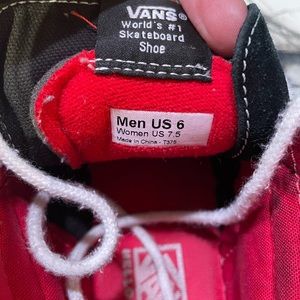 VANS
World's #1
Skateboard
Shoe
Men US 6
Women US 7.5
Made in China - T375